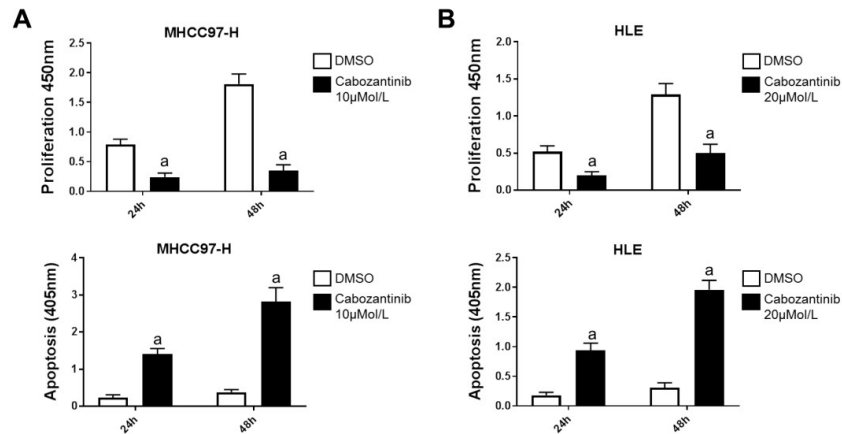 A
MHCC97-H
Proliferation 450nm
2.5
2.0
1.5
1.0
0.5
0.0
a
a
24h
48h
DMSO
Cabozantinib
10µMol/L
B
HLE
Proliferation 450nm
2.0
1.5
1.0
0.5
0.0
a
a
24h
48h
DMSO
Cabozantinib
20µMol/L
MHCC97-H
Apoptosis (405nm)
4
3
2
1
0
a
a
24h
48h
DMSO
Cabozantinib
10µMol/L
HLE
Apoptosis (405nm)
2.5
2.0
1.5
1.0
0.5
0.0
a
a
24h
48h
DMSO
Cabozantinib
20µMol/L